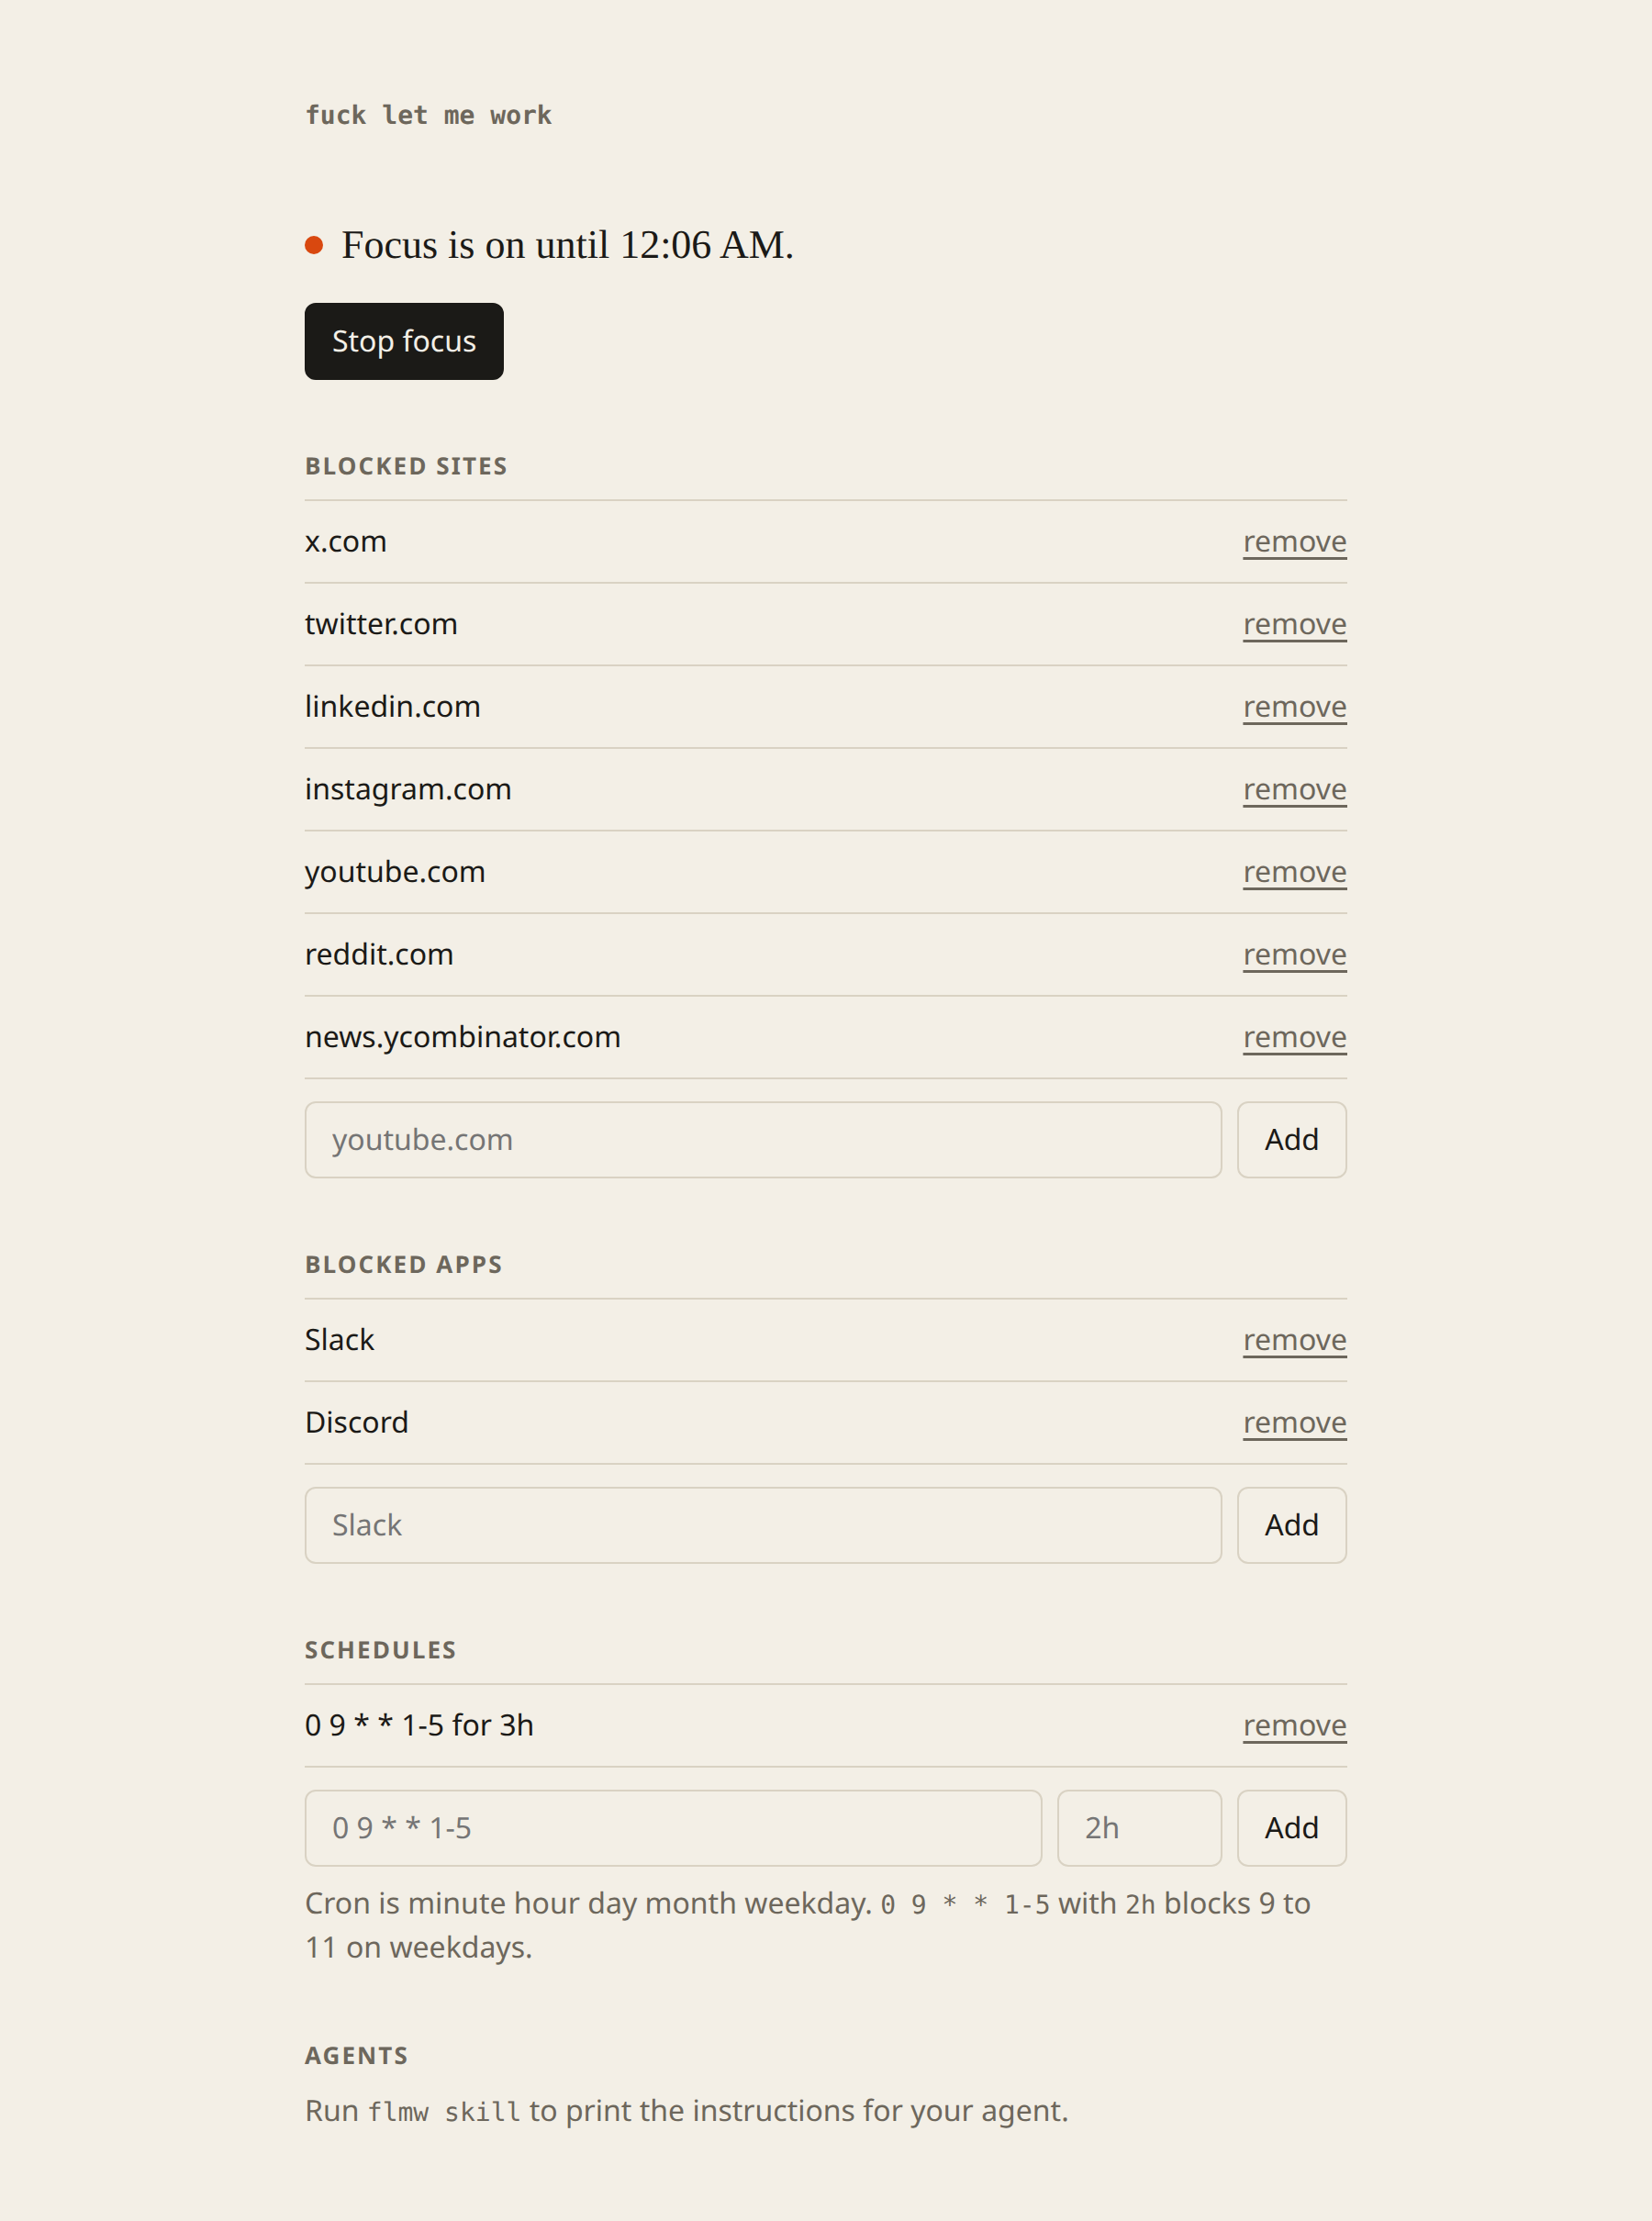 fuck let me work
Focus is on until 12:06 AM.
Stop focus
BLOCKED SITES
x.com remove
twitter.com remove
linkedin.com remove
instagram.com remove
youtube.com remove
reddit.com remove
news.ycombinator.com remove
youtube.com Add
BLOCKED APPS
Slack remove
Discord remove
Slack Add
SCHEDULES
0 9 * * 1-5 for 3h remove
0 9 * * 1-5 2h Add
Cron is minute hour day month weekday. 0 9 * * 1-5 with 2h blocks 9 to
11 on weekdays.
AGENTS
Run flmw skill to print the instructions for your agent.